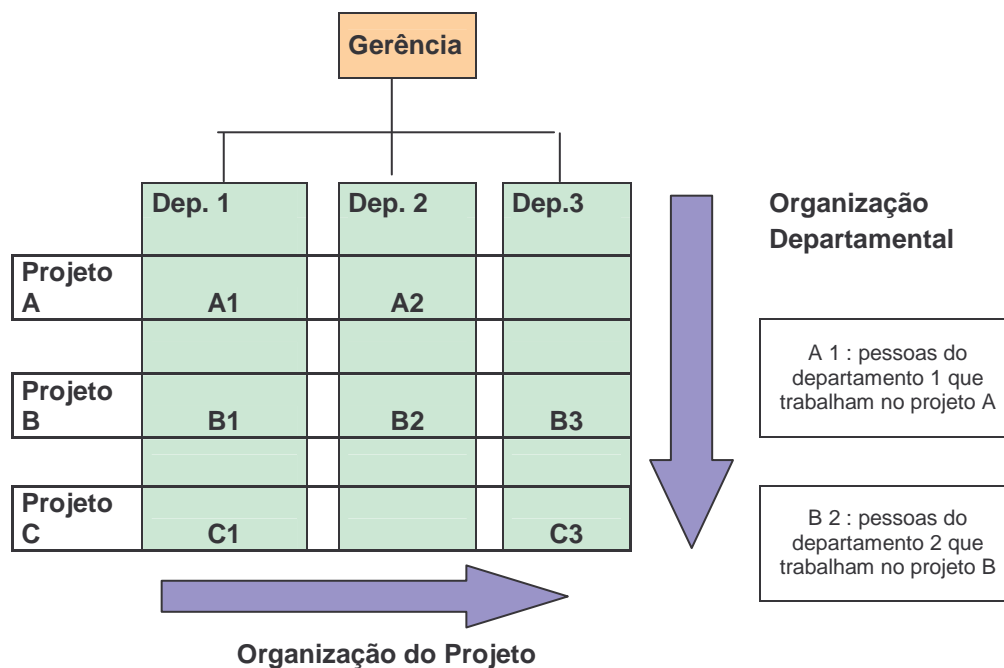 Gerência
Dep. 1
Dep. 2
Dep.3
Organização
Departamental
Projeto
A
A1
A2
A 1 : pessoas do
departamento 1 que
trabalham no projeto A
Projeto
B
B1
B2
B3
Projeto
C
C1
C3
B 2 : pessoas do
departamento 2 que
trabalham no projeto B
Organização do Projeto